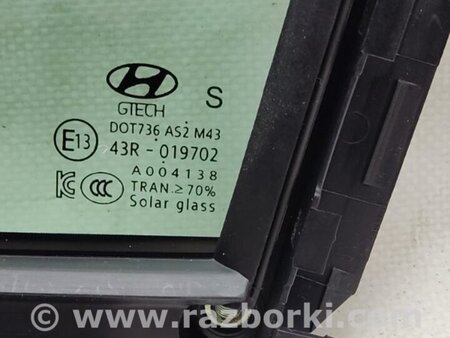 GTECH S
DOT736 AS2 M43
E13 43R - 019702
A004138
TRAN.≥70%
Solar glass
© www.razborki.com